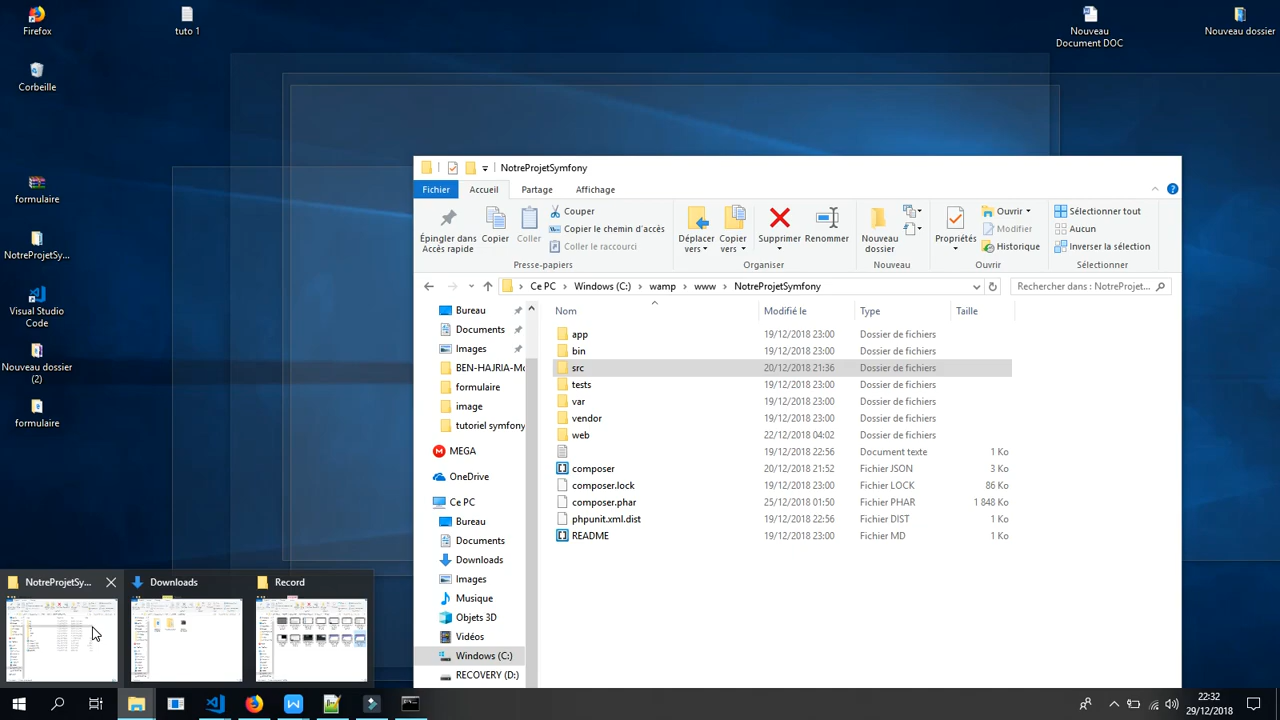 Firefox
tuto 1
Nouveau
Document DOC
Nouveau dossier
Corbeille
formulaire
NotreProjetSy...
Visual Studio
Code
Nouveau dossier
(2)
formulaire
NotreProjetSymfony
Fichier
Accueil
Partage
Affichage
Épingler dans
Accès rapide
Copier
Coller
Couper
Copier le chemin d'accès
Coller le raccourci
Déplacer
vers
Copier
vers
Supprimer
Renommer
Nouveau
dossier
Propriétés
Ouvrir
Modifier
Historique
Sélectionner tout
Aucun
Inverser la sélection
Presse-papiers
Organiser
Nouveau
Ouvrir
Sélectionner
Ce PC
Windows (C:)
wamp
www
NotreProjetSymfony
Rechercher dans : NotreProjet...
Bureau
Documents
Images
BEN-HAJRIA-Mo
formulaire
image
tutoriel symfony
MEGA
OneDrive
Ce PC
Bureau
Documents
Downloads
Images
Musique
Objets 3D
Vidéos
Windows (C:)
RECOVERY (D:)
Nom Modifié le Type Taille
app 19/12/2018 23:00 Dossier de fichiers
bin 19/12/2018 23:00 Dossier de fichiers
src 20/12/2018 21:36 Dossier de fichiers
tests 19/12/2018 23:00 Dossier de fichiers
var 19/12/2018 23:00 Dossier de fichiers
vendor 19/12/2018 23:00 Dossier de fichiers
web 22/12/2018 04:02 Dossier de fichiers
19/12/2018 22:56 Document texte 1 Ko
composer 20/12/2018 21:52 Fichier JSON 3 Ko
composer.lock 19/12/2018 23:00 Fichier LOCK 86 Ko
composer.phar 25/12/2018 01:50 Fichier PHAR 1 848 Ko
phpunit.xml.dist 19/12/2018 22:56 Fichier DIST 1 Ko
README 19/12/2018 23:00 Fichier MD 1 Ko
NotreProjetSy...
Downloads
Record
22:32
29/12/2018